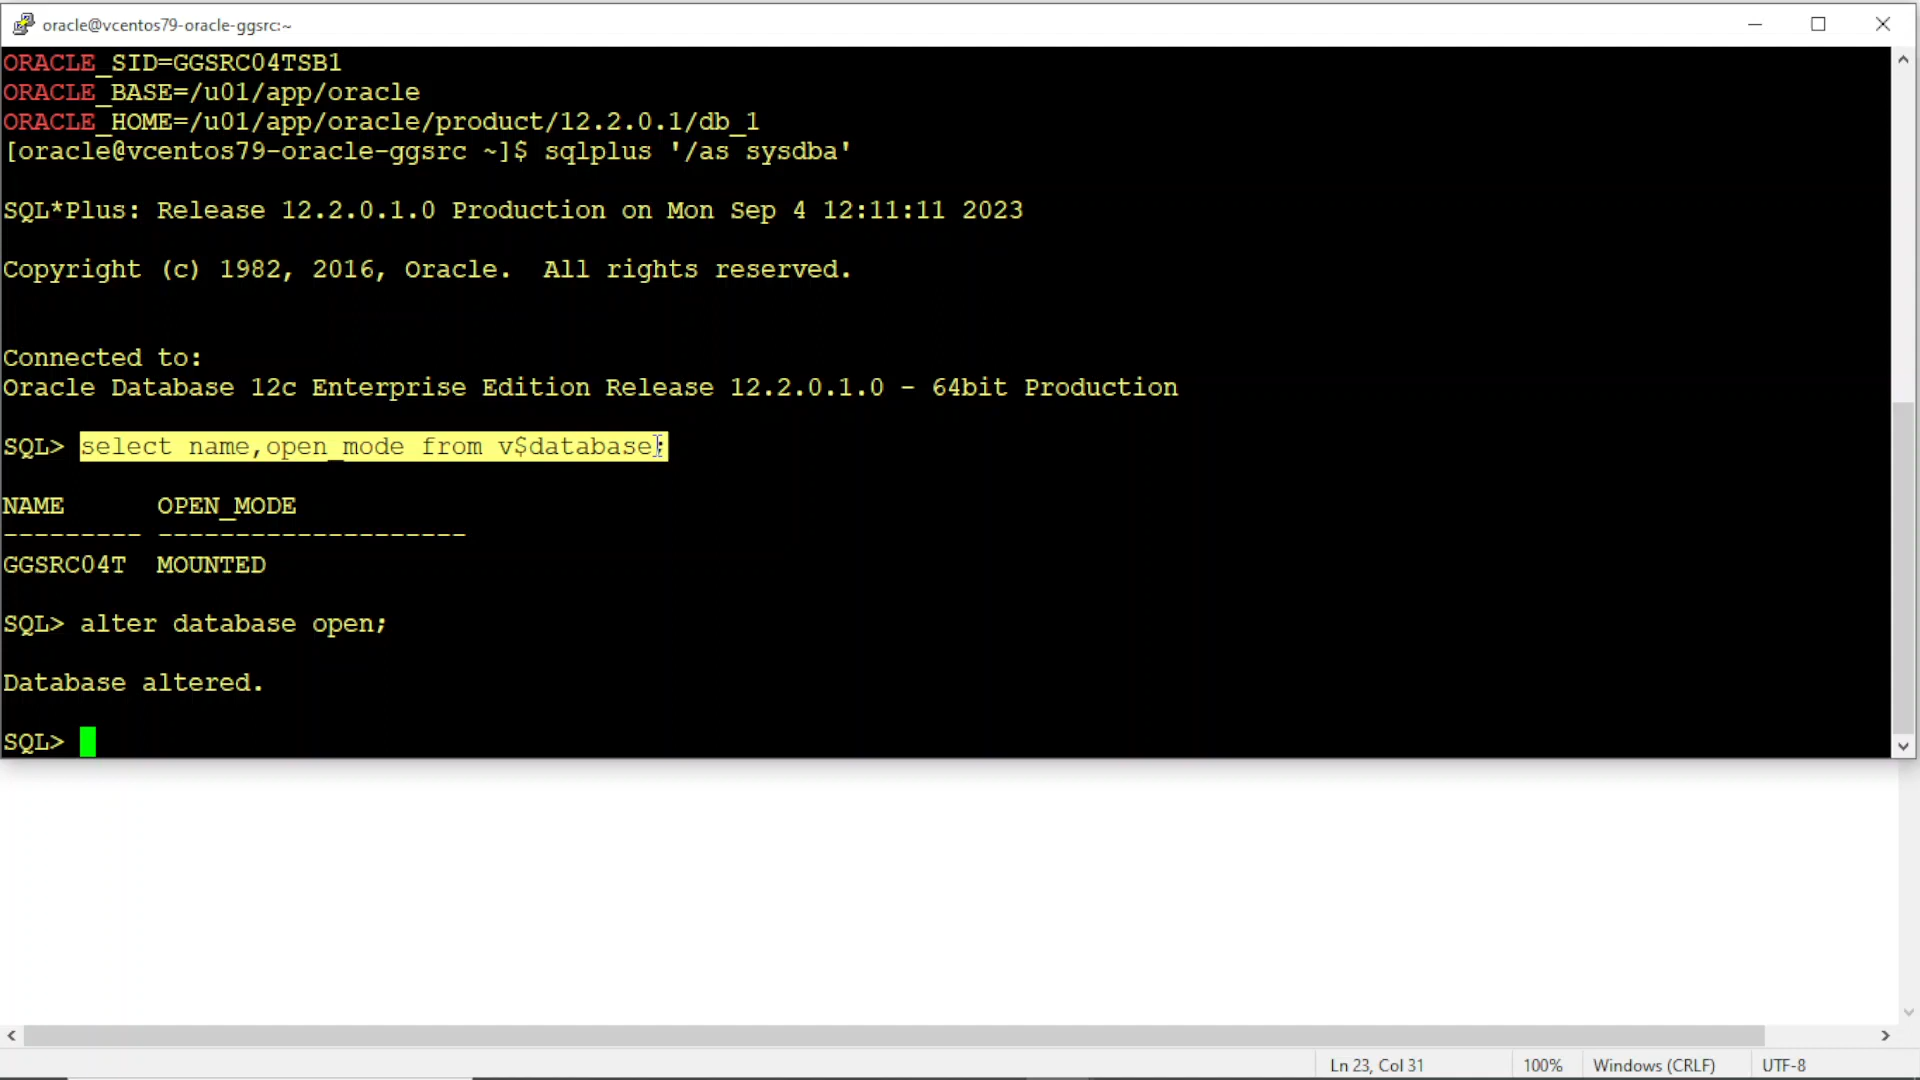 oracle@vcentos79-oracle-ggsrc:~
ORACLE_SID=GGSRC04TSB1
ORACLE_BASE=/u01/app/oracle
ORACLE_HOME=/u01/app/oracle/product/12.2.0.1/db_1
[oracle@vcentos79-oracle-ggsrc ~]$ sqlplus '/as sysdba'
SQL*Plus: Release 12.2.0.1.0 Production on Mon Sep 4 12:11:11 2023
Copyright (c) 1982, 2016, Oracle.  All rights reserved.
Connected to:
Oracle Database 12c Enterprise Edition Release 12.2.0.1.0 - 64bit Production
SQL> select name,open_mode from v$database;
NAME      OPEN_MODE
--------- --------------------
GGSRC04T  MOUNTED
SQL> alter database open;
Database altered.
SQL>
Ln 23, Col 31    100%    Windows (CRLF)    UTF-8